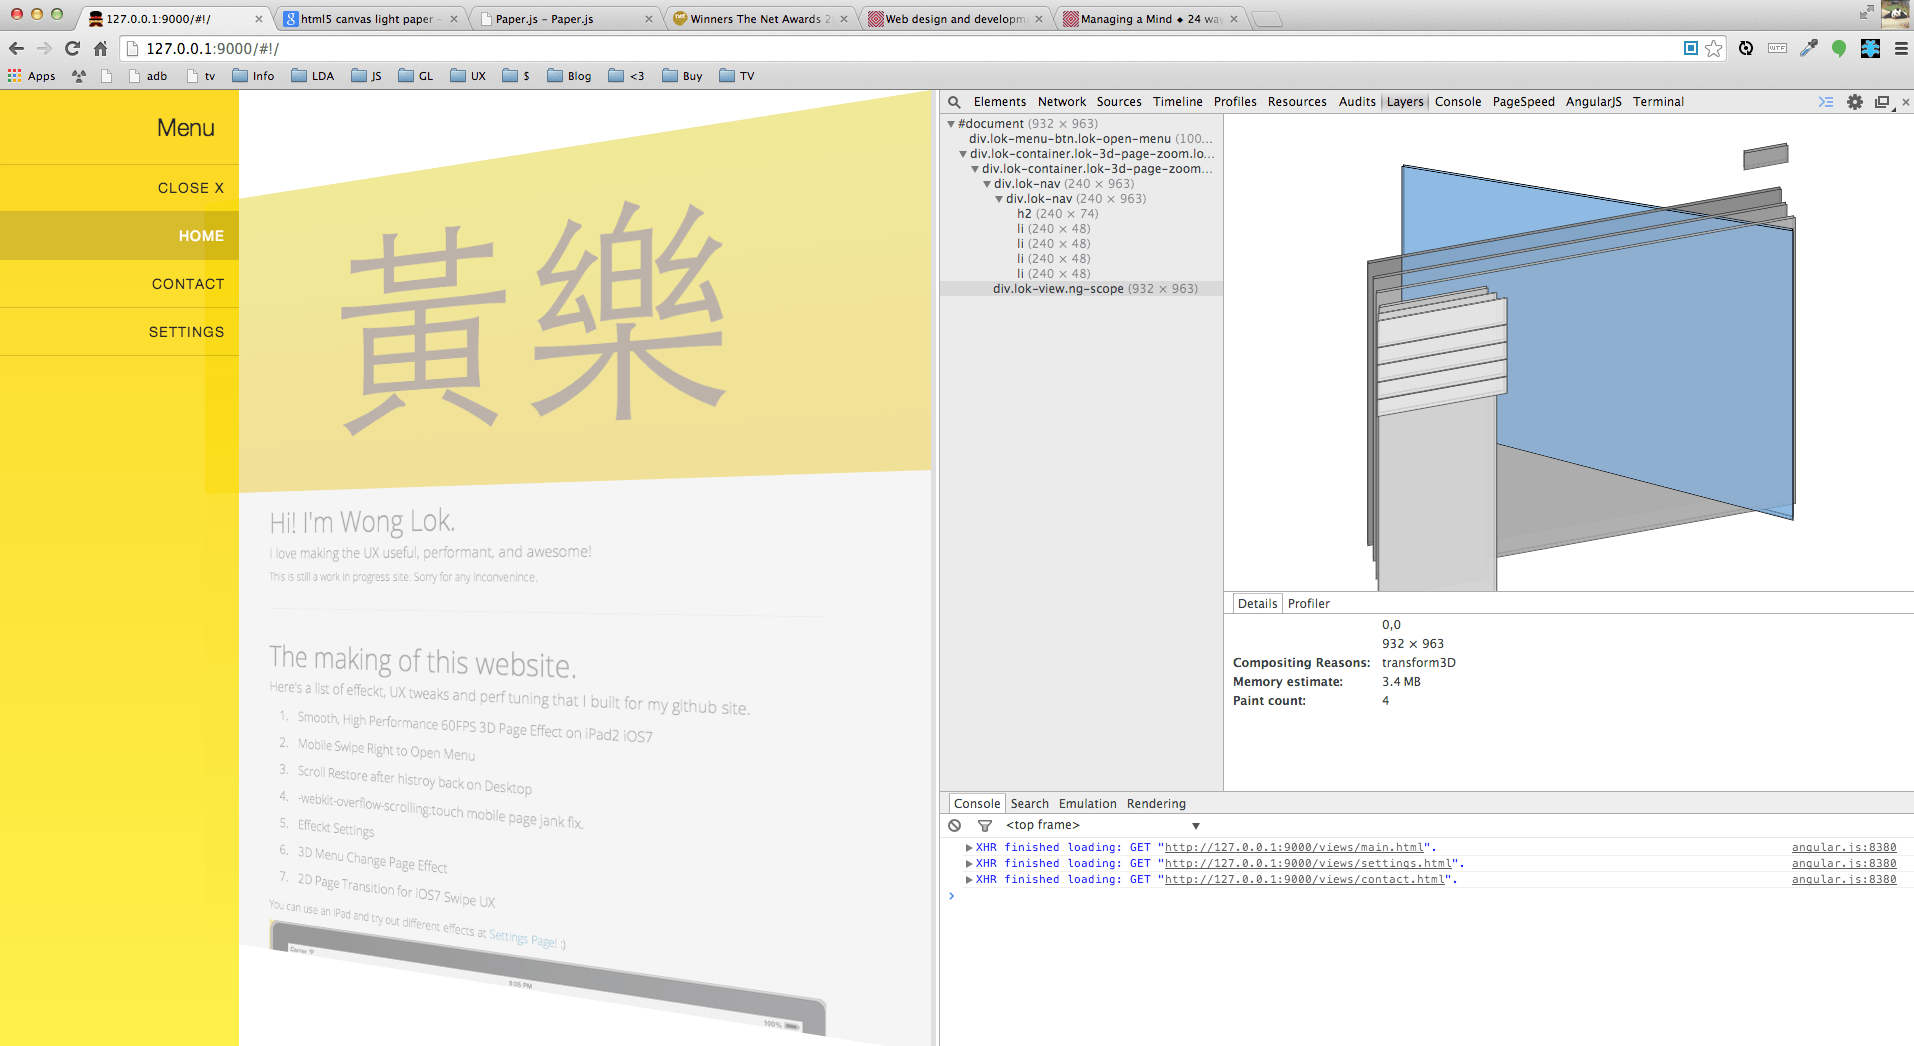 127.0.0.1:9000/#!/
html5 canvas light paper -
Paper.js – Paper.js
Winners The Net Awards 2
Web design and developm
Managing a Mind ◆ 24 way
127.0.0.1:9000/#!/
WTF
Apps adb tv Info LDA JS GL UX $ Blog <3 Buy TV
Menu
CLOSE X
HOME
CONTACT
SETTINGS
黃樂
Hi! I'm Wong Lok.
I love making the UX useful, performant, and awesome!
This is still a work in progress site. Sorry for any inconvenince.
The making of this website.
Here's a list of effeckt, UX tweaks and perf tuning that I built for my github site.
1. Smooth, High Performance 60FPS 3D Page Effect on iPad2 iOS7
2. Mobile Swipe Right to Open Menu
3. Scroll Restore after histroy back on Desktop
4. -webkit-overflow-scrolling:touch mobile page jank fix.
5. Effeckt Settings
6. 3D Menu Change Page Effect
7. 2D Page Transition for iOS7 Swipe UX
You can use an iPad and try out different effects at Settings Page! :)
Carrier
9:05 PM
100%
Elements Network Sources Timeline Profiles Resources Audits Layers Console PageSpeed AngularJS Terminal
#document (932 × 963)
div.lok-menu-btn.lok-open-menu (100...
div.lok-container.lok-3d-page-zoom.lo...
div.lok-container.lok-3d-page-zoom...
div.lok-nav (240 × 963)
div.lok-nav (240 × 963)
h2 (240 × 74)
li (240 × 48)
li (240 × 48)
li (240 × 48)
li (240 × 48)
div.lok-view.ng-scope (932 × 963)
Details Profiler
0,0
932 × 963
Compositing Reasons: transform3D
Memory estimate: 3.4 MB
Paint count: 4
Console Search Emulation Rendering
<top frame>
XHR finished loading: GET "http://127.0.0.1:9000/views/main.html". angular.js:8380
XHR finished loading: GET "http://127.0.0.1:9000/views/settings.html". angular.js:8380
XHR finished loading: GET "http://127.0.0.1:9000/views/contact.html". angular.js:8380